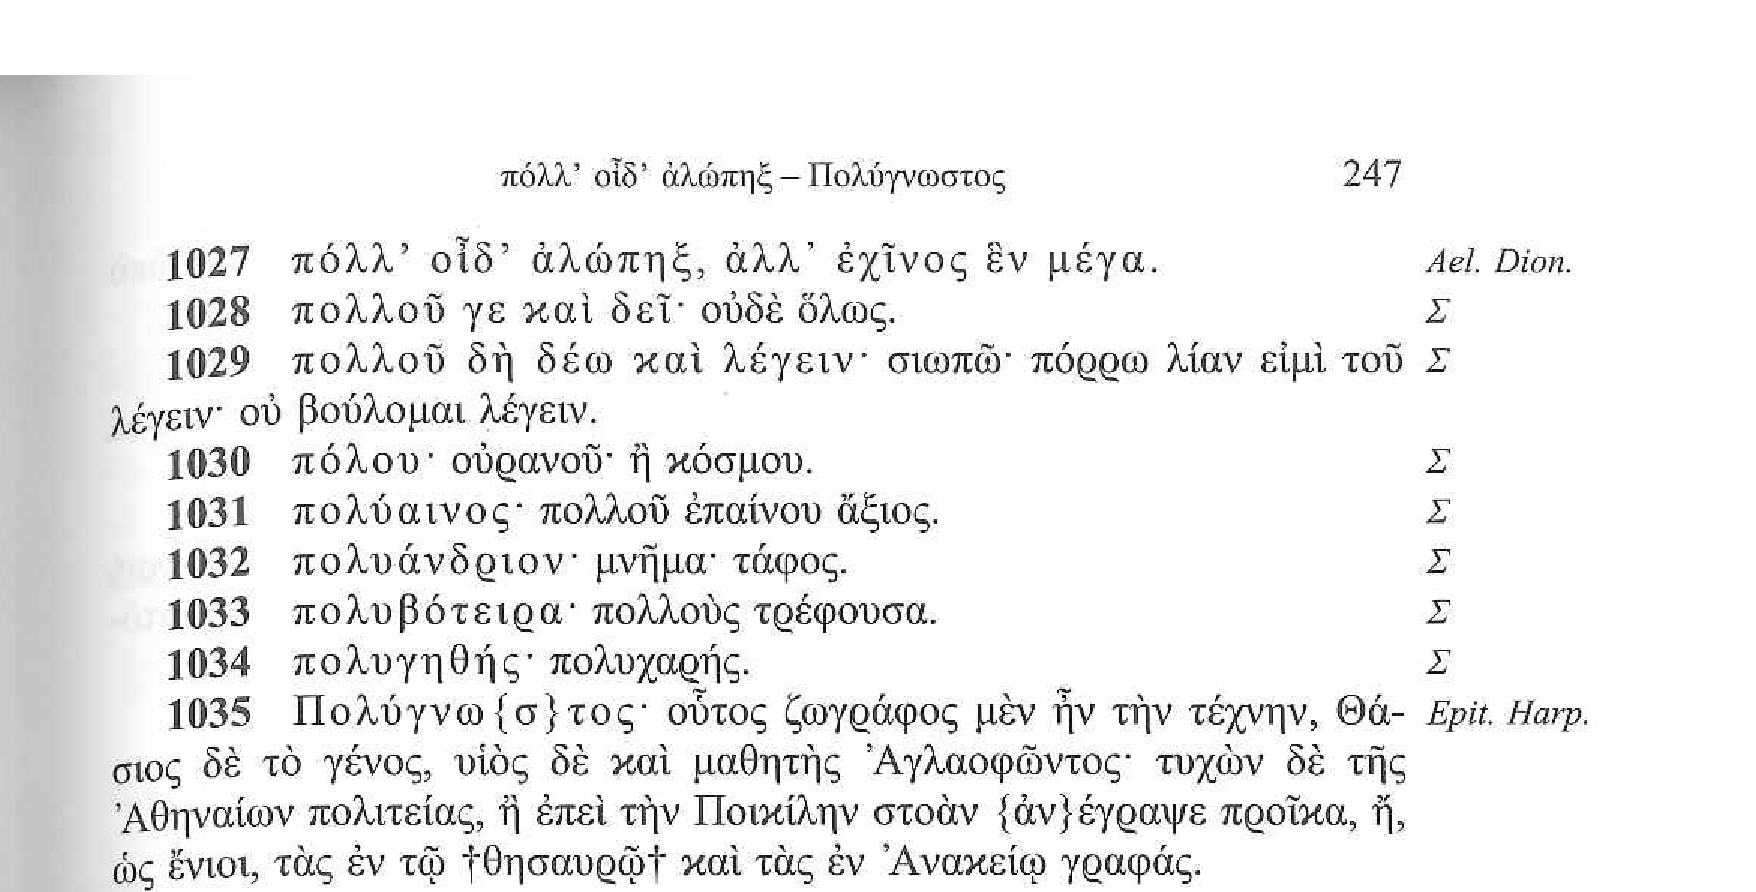 πόλλ’ οἶδ’ ἀλώπηξ – Πολύγνωστος 247
1027 πόλλ’ οἶδ’ ἀλώπηξ, ἀλλ’ ἐχῖνος ἓν μέγα. Ael. Dion.
1028 πολλοῦ γε καὶ δεῖ· οὐδὲ ὅλως. Σ
1029 πολλοῦ δὴ δέω καὶ λέγειν· σιωπῶ· πόρρω λίαν εἰμὶ τοῦ Σ
λέγειν· οὐ βούλομαι λέγειν.
1030 πόλου· οὐρανοῦ· ἢ κόσμου. Σ
1031 πολύαινος· πολλοῦ ἐπαίνου ἄξιος. Σ
1032 πολυάνδριον· μνῆμα· τάφος. Σ
1033 πολυβότειρα· πολλοὺς τρέφουσα. Σ
1034 πολυγηθής· πολυχαρής. Σ
1035 Πολύγνω{σ}τος· οὗτος ζωγράφος μὲν ἦν τὴν τέχνην, Θά- Epit. Harp.
σιος δὲ τὸ γένος, υἱὸς δὲ καὶ μαθητὴς Ἀγλαοφῶντος· τυχὼν δὲ τῆς
Ἀθηναίων πολιτείας, ἢ ἐπεὶ τὴν Ποικίλην στοὰν {ἀν}έγραψε προῖκα, ἤ,
ὡς ἔνιοι, τὰς ἐν τῷ †θησαυρῷ† καὶ τὰς ἐν Ἀνακείῳ γραφάς.